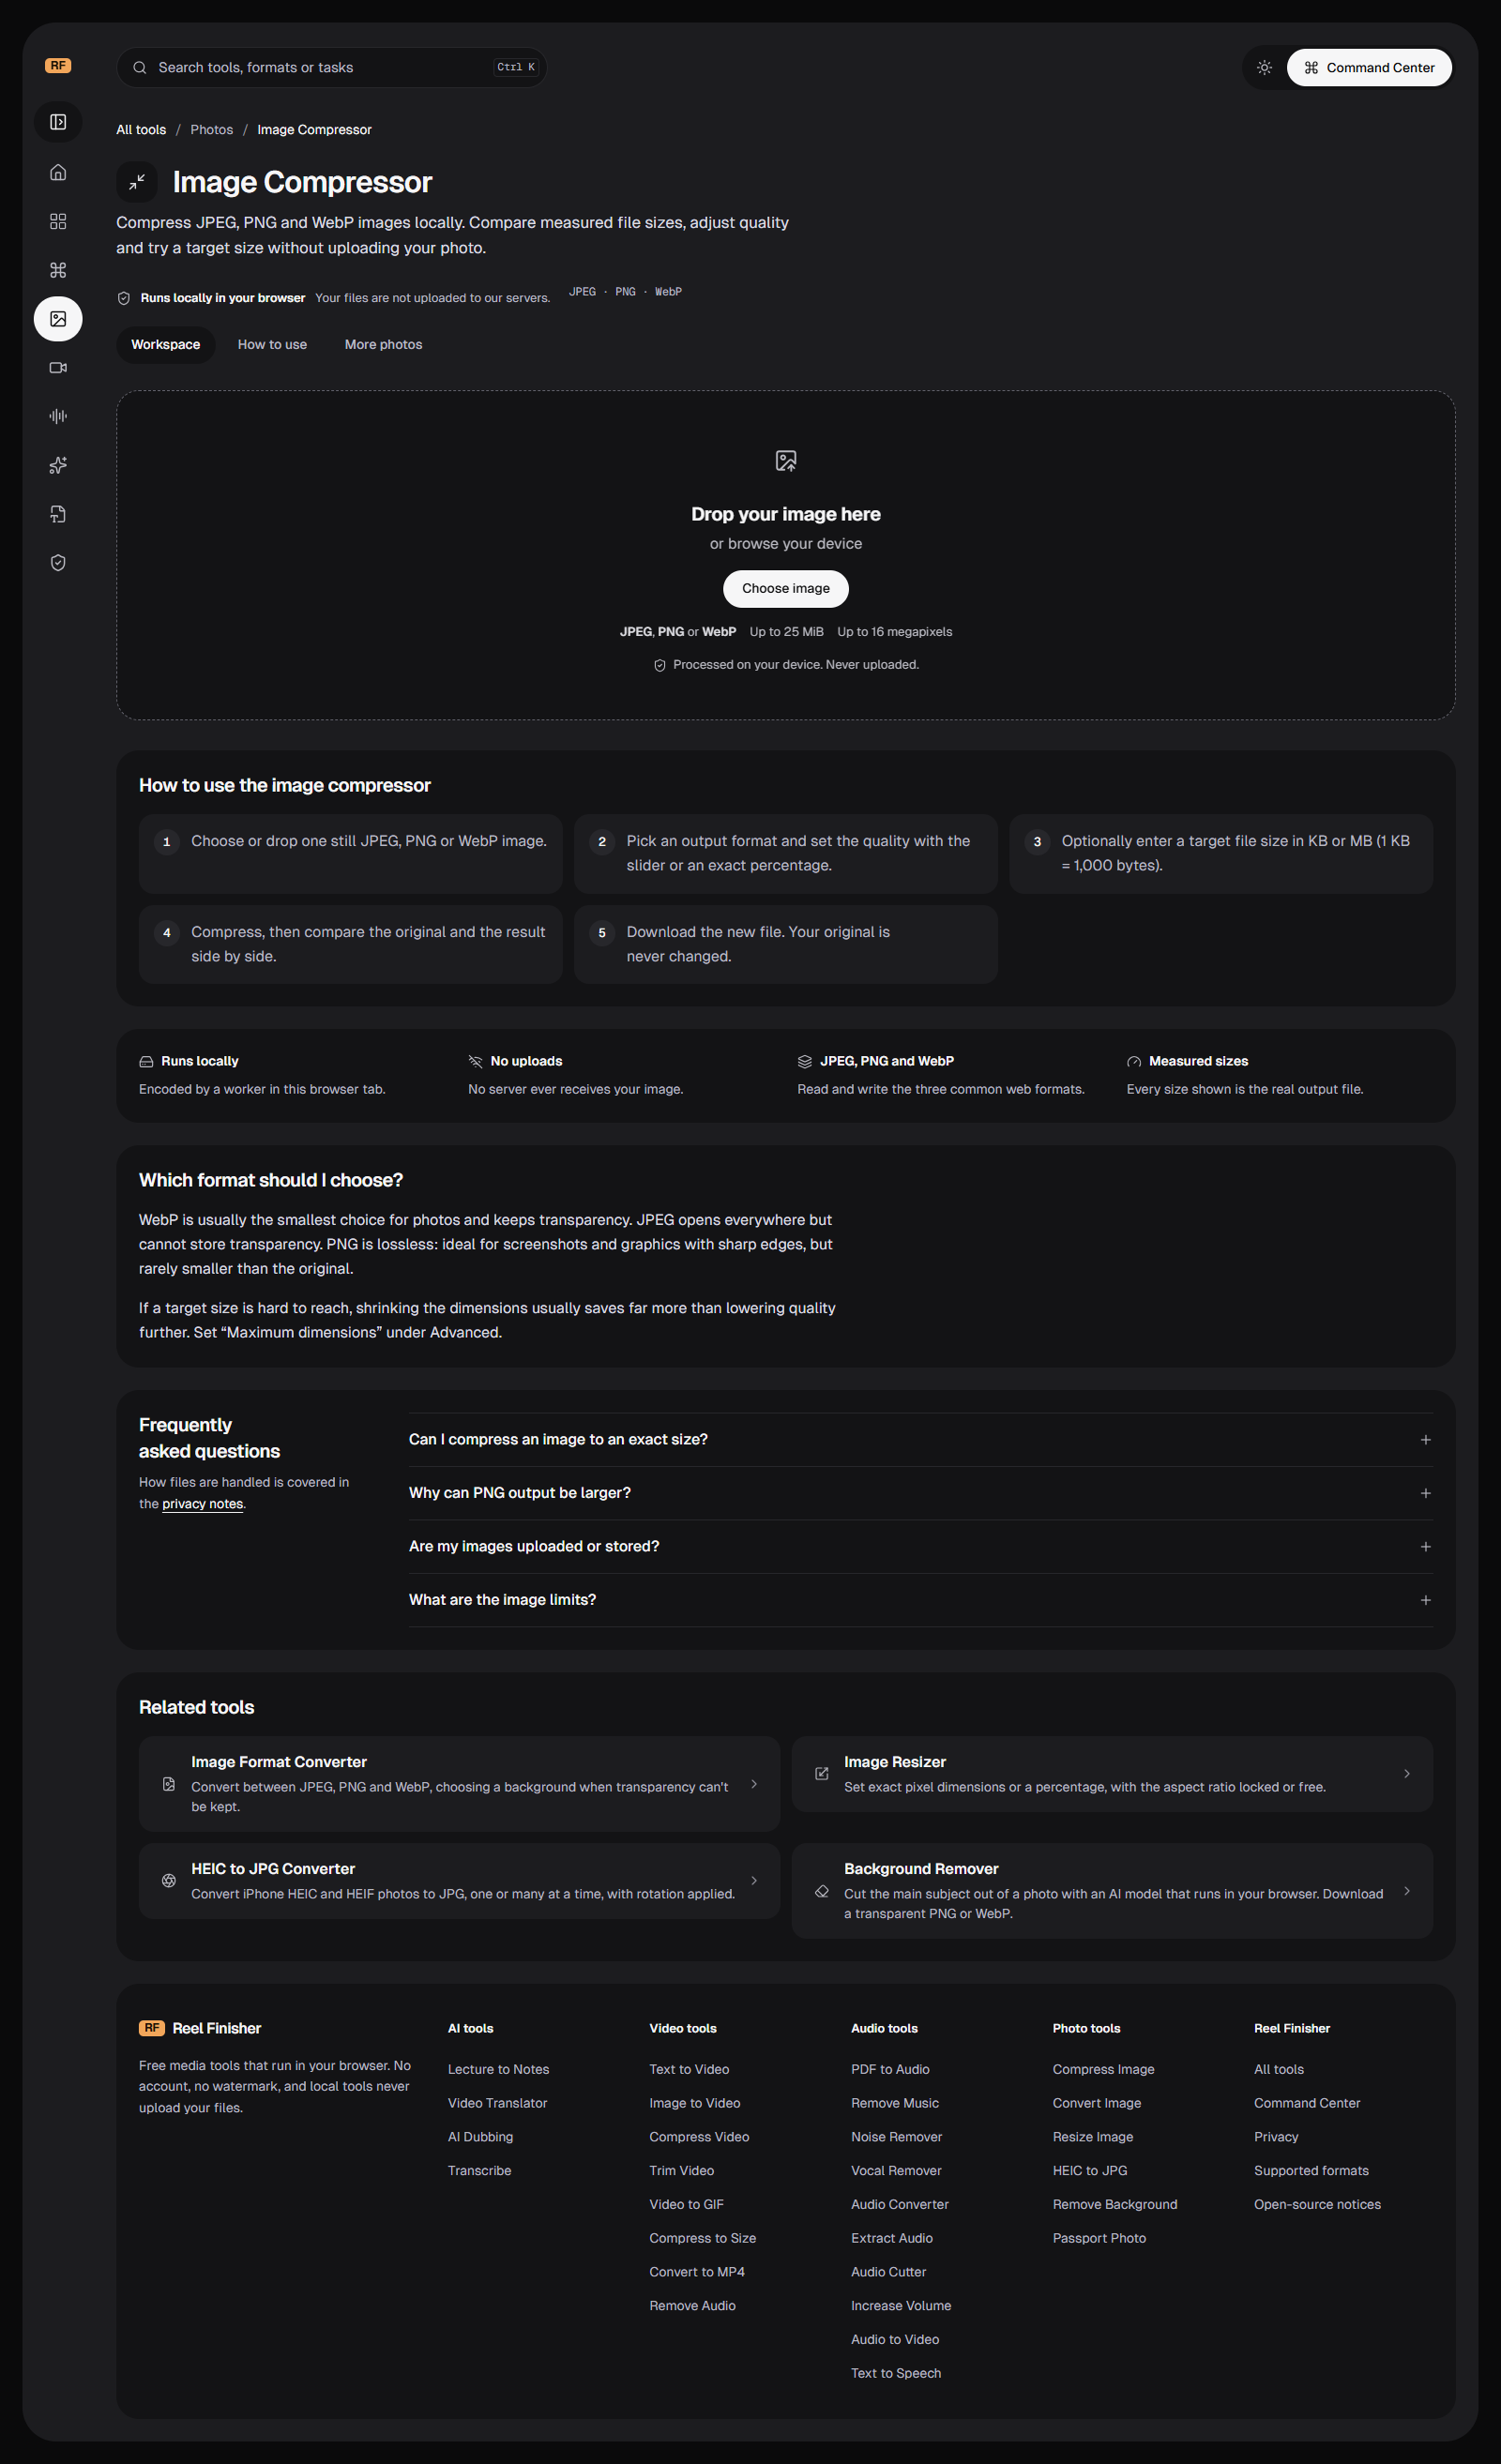 RF
Search tools, formats or tasks
Ctrl K
Command Center
All tools / Photos / Image Compressor
Image Compressor
Compress JPEG, PNG and WebP images locally. Compare measured file sizes, adjust quality
and try a target size without uploading your photo.
Runs locally in your browser Your files are not uploaded to our servers. JPEG · PNG · WebP
Workspace
How to use
More photos
Drop your image here
or browse your device
Choose image
JPEG, PNG or WebP Up to 25 MiB Up to 16 megapixels
Processed on your device. Never uploaded.
How to use the image compressor
1 Choose or drop one still JPEG, PNG or WebP image.
2 Pick an output format and set the quality with the
slider or an exact percentage.
3 Optionally enter a target file size in KB or MB (1 KB
= 1,000 bytes).
4 Compress, then compare the original and the result
side by side.
5 Download the new file. Your original is
never changed.
Runs locally
Encoded by a worker in this browser tab.
No uploads
No server ever receives your image.
JPEG, PNG and WebP
Read and write the three common web formats.
Measured sizes
Every size shown is the real output file.
Which format should I choose?
WebP is usually the smallest choice for photos and keeps transparency. JPEG opens everywhere but
cannot store transparency. PNG is lossless: ideal for screenshots and graphics with sharp edges, but
rarely smaller than the original.
If a target size is hard to reach, shrinking the dimensions usually saves far more than lowering quality
further. Set “Maximum dimensions” under Advanced.
Frequently
asked questions
How files are handled is covered in
the privacy notes.
Can I compress an image to an exact size?
Why can PNG output be larger?
Are my images uploaded or stored?
What are the image limits?
Related tools
Image Format Converter
Convert between JPEG, PNG and WebP, choosing a background when transparency can't
be kept.
Image Resizer
Set exact pixel dimensions or a percentage, with the aspect ratio locked or free.
HEIC to JPG Converter
Convert iPhone HEIC and HEIF photos to JPG, one or many at a time, with rotation applied.
Background Remover
Cut the main subject out of a photo with an AI model that runs in your browser. Download
a transparent PNG or WebP.
RF Reel Finisher
Free media tools that run in your browser. No
account, no watermark, and local tools never
upload your files.
AI tools
Lecture to Notes
Video Translator
AI Dubbing
Transcribe
Video tools
Text to Video
Image to Video
Compress Video
Trim Video
Video to GIF
Compress to Size
Convert to MP4
Remove Audio
Audio tools
PDF to Audio
Remove Music
Noise Remover
Vocal Remover
Audio Converter
Extract Audio
Audio Cutter
Increase Volume
Audio to Video
Text to Speech
Photo tools
Compress Image
Convert Image
Resize Image
HEIC to JPG
Remove Background
Passport Photo
Reel Finisher
All tools
Command Center
Privacy
Supported formats
Open-source notices